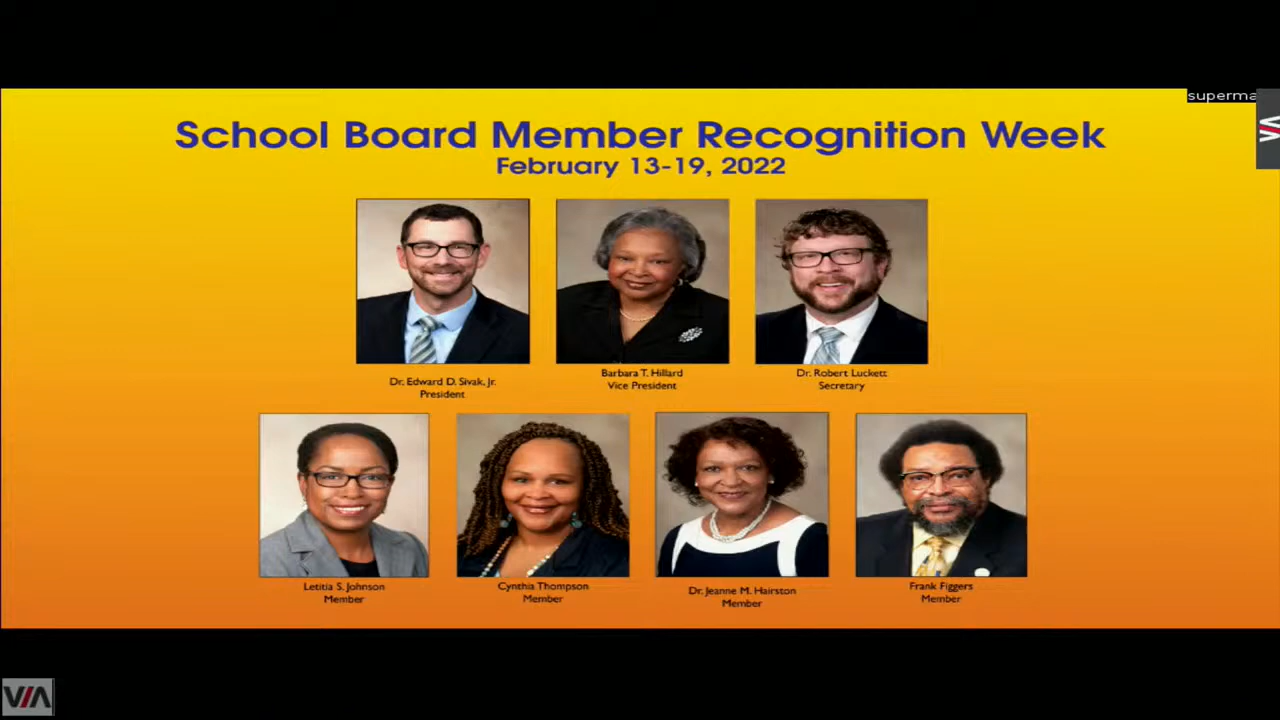 superma
School Board Member Recognition Week
February 13-19, 2022
Dr. Edward D. Sivak, Jr.
President
Barbara T. Hillard
Vice President
Dr. Robert Luckett
Secretary
Letitia S. Johnson
Member
Cynthia Thompson
Member
Dr. Jeanne M. Hairston
Member
Frank Figgers
Member
VIA